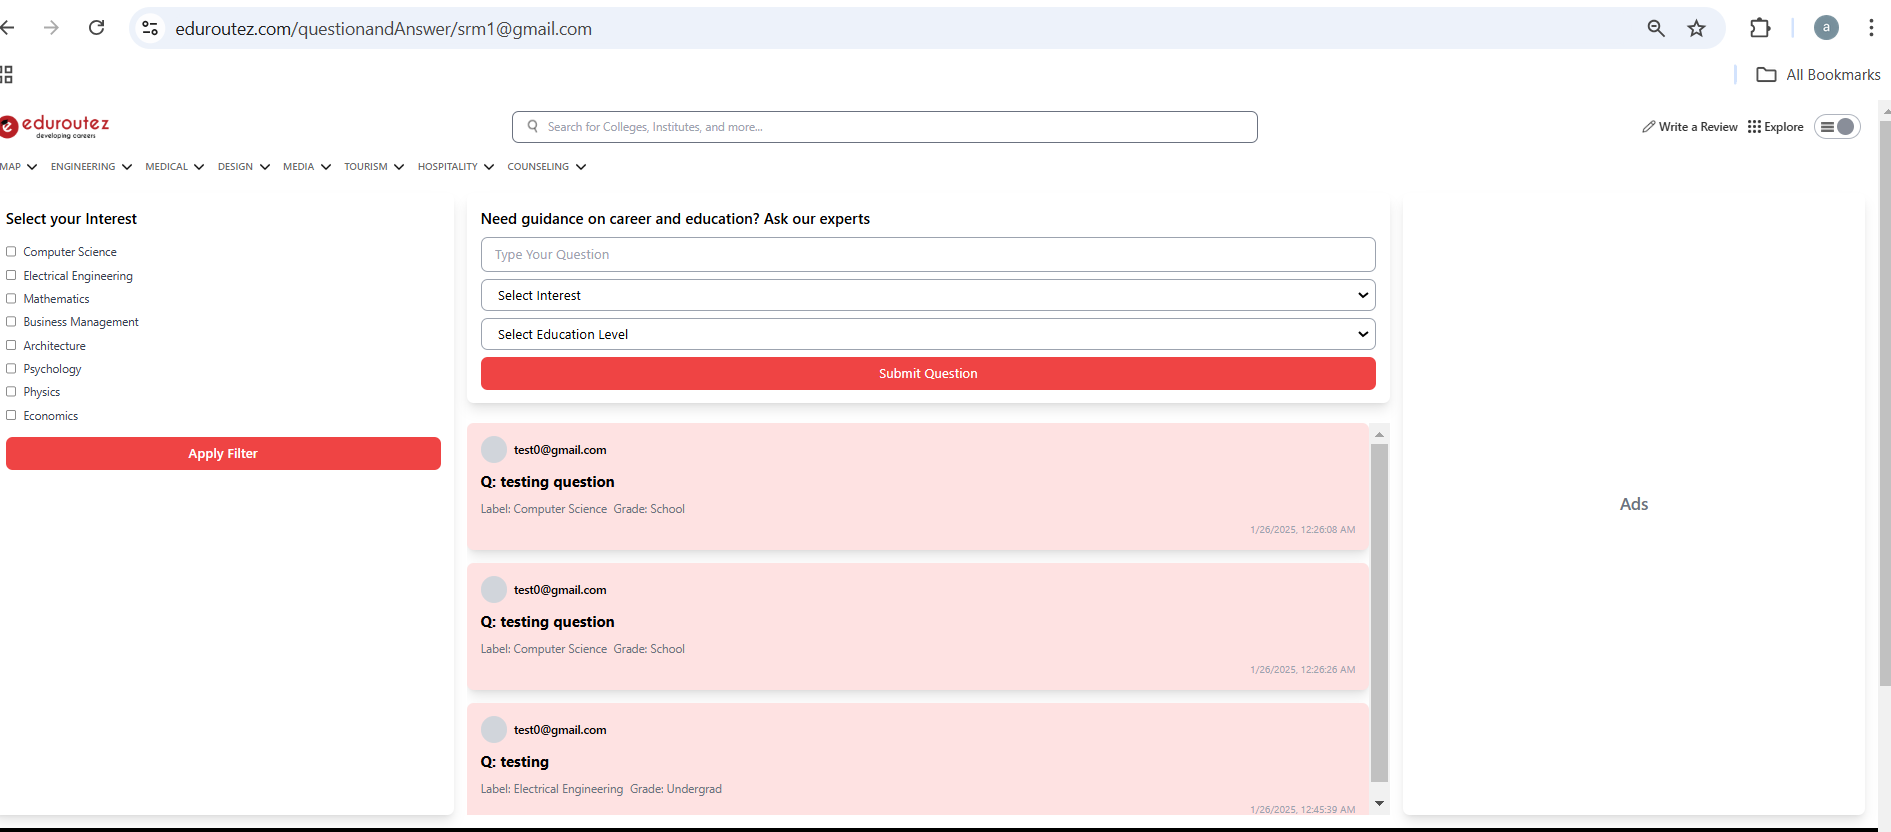 eduroutez.com/questionandAnswer/srm1@gmail.com
a
All Bookmarks
eduroutez
developing careers
Search for Colleges, Institutes, and more...
Write a Review
Explore
MAP
ENGINEERING
MEDICAL
DESIGN
MEDIA
TOURISM
HOSPITALITY
COUNSELING
Select your Interest
Computer Science
Electrical Engineering
Mathematics
Business Management
Architecture
Psychology
Physics
Economics
Apply Filter
Need guidance on career and education? Ask our experts
Type Your Question
Select Interest
Select Education Level
Submit Question
test0@gmail.com
Q: testing question
Label: Computer Science Grade: School
1/26/2025, 12:26:08 AM
test0@gmail.com
Q: testing question
Label: Computer Science Grade: School
1/26/2025, 12:26:26 AM
test0@gmail.com
Q: testing
Label: Electrical Engineering Grade: Undergrad
1/26/2025, 12:45:39 AM
Ads